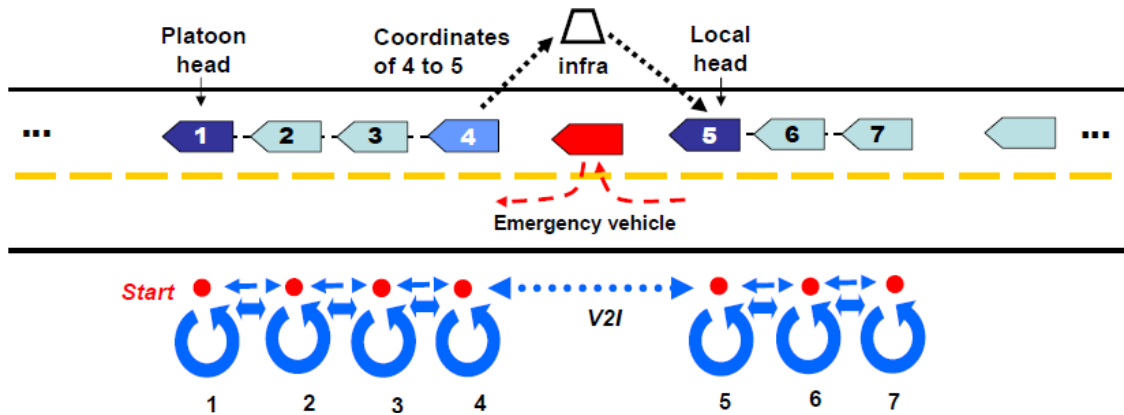 Platoon
head
Coordinates
of 4 to 5
infra
Local
head
... 1 2 3 4 5 6 7 ...
Emergency vehicle
Start
V2I
1 2 3 4 5 6 7